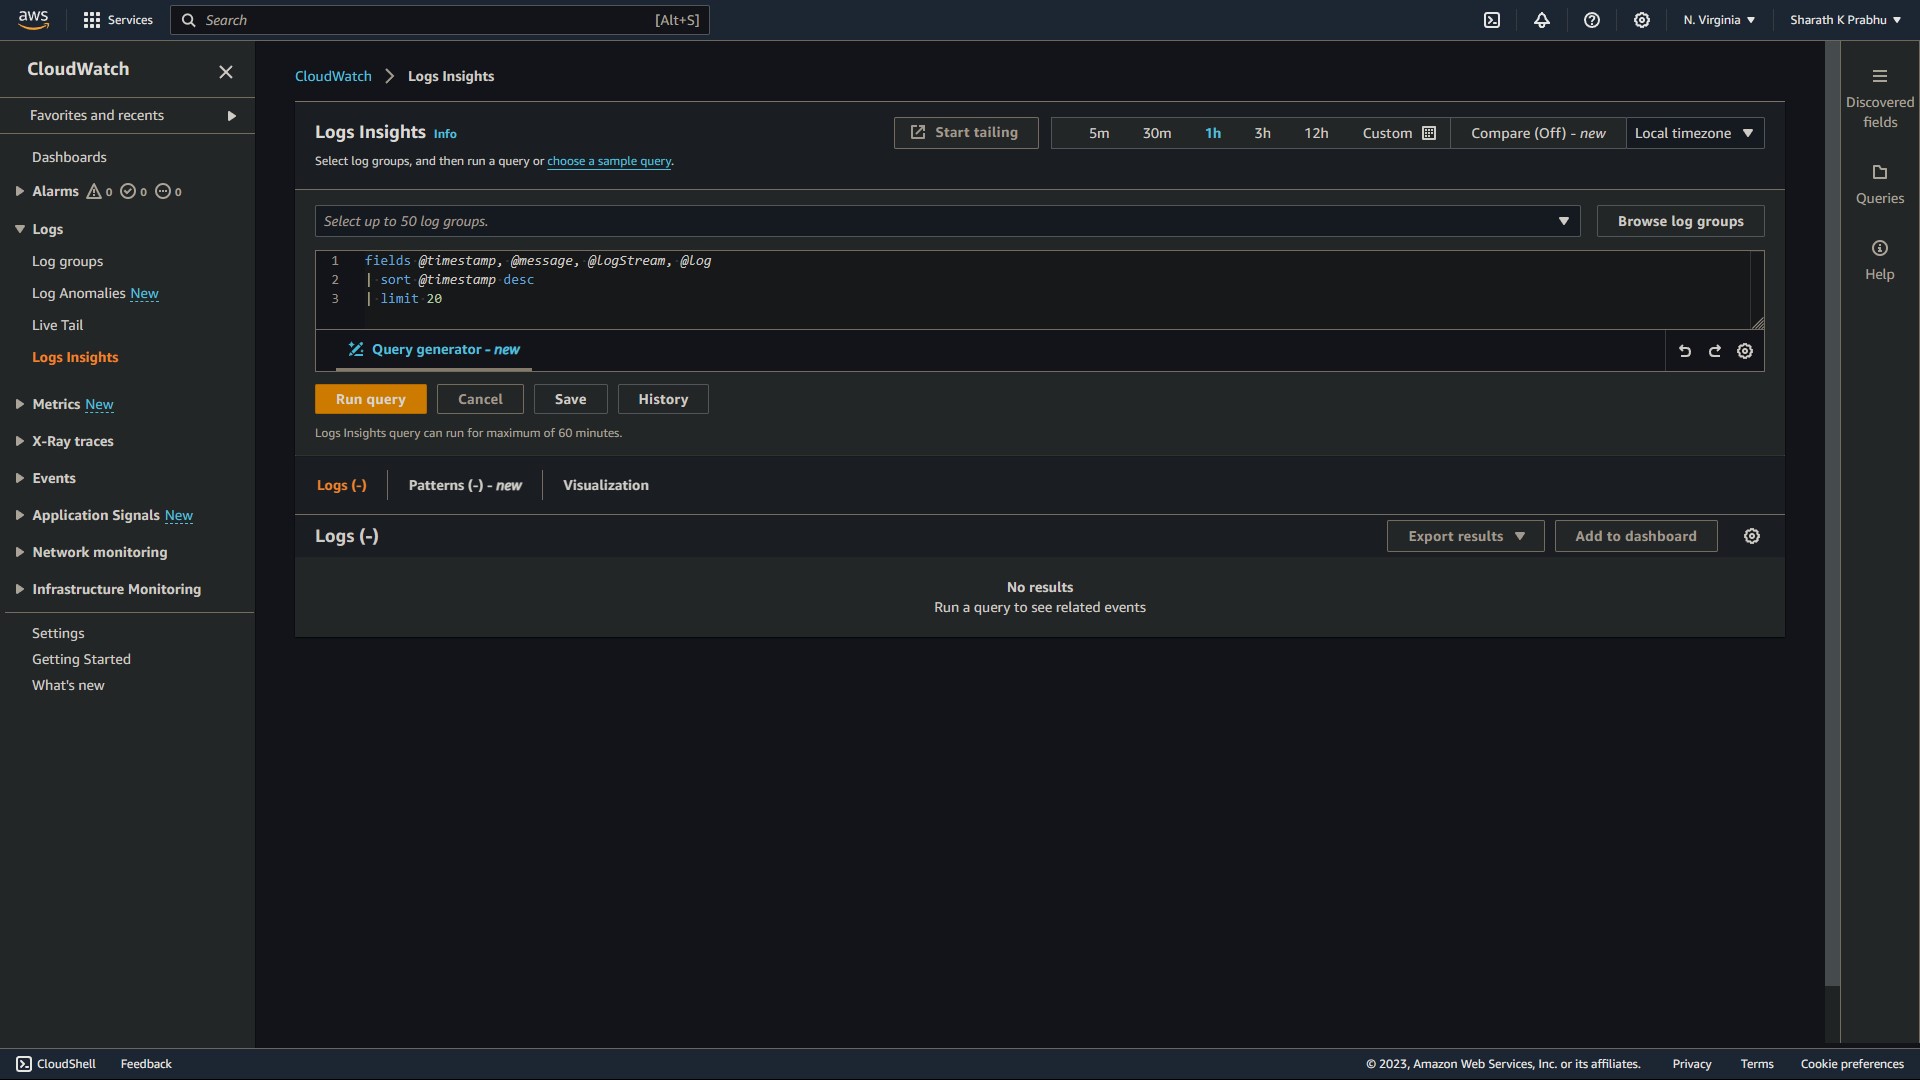 aws
Services
Search [Alt+S]
N. Virginia
Sharath K Prabhu
CloudWatch
Favorites and recents
Dashboards
Alarms 0 0 0
Logs
Log groups
Log Anomalies New
Live Tail
Logs Insights
Metrics New
X-Ray traces
Events
Application Signals New
Network monitoring
Infrastructure Monitoring
Settings
Getting Started
What's new
CloudWatch > Logs Insights
Logs Insights Info
Select log groups, and then run a query or choose a sample query.
Start tailing
5m 30m 1h 3h 12h Custom
Compare (Off) - new
Local timezone
Select up to 50 log groups.
Browse log groups
1 fields @timestamp, @message, @logStream, @log
2 | sort @timestamp desc
3 | limit 20
Query generator - new
Run query Cancel Save History
Logs Insights query can run for maximum of 60 minutes.
Logs (-) Patterns (-) - new Visualization
Logs (-)
Export results
Add to dashboard
No results
Run a query to see related events
Discovered
fields
Queries
Help
CloudShell Feedback
© 2023, Amazon Web Services, Inc. or its affiliates. Privacy Terms Cookie preferences